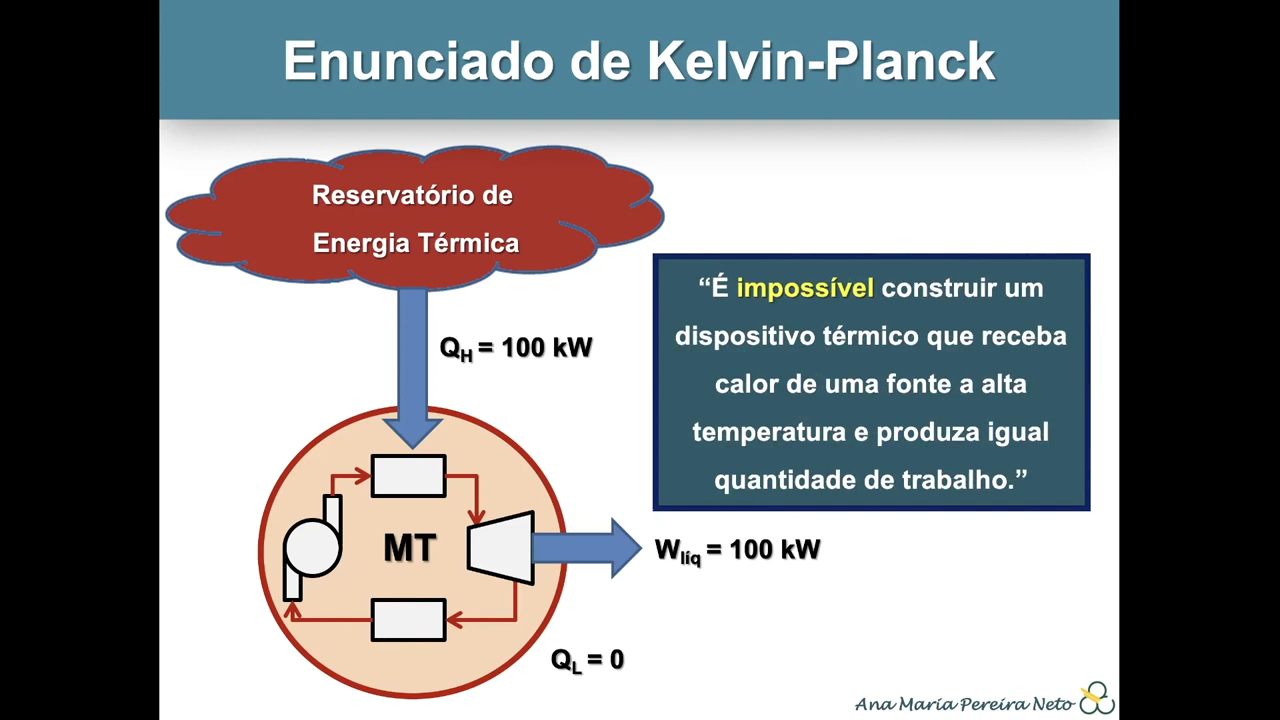 Enunciado de Kelvin-Planck
Reservatório de
Energia Térmica
Q_H = 100 kW
“É impossível construir um
dispositivo térmico que receba
calor de uma fonte a alta
temperatura e produza igual
quantidade de trabalho.”
MT
W_líq = 100 kW
Q_L = 0
Ana Maria Pereira Neto